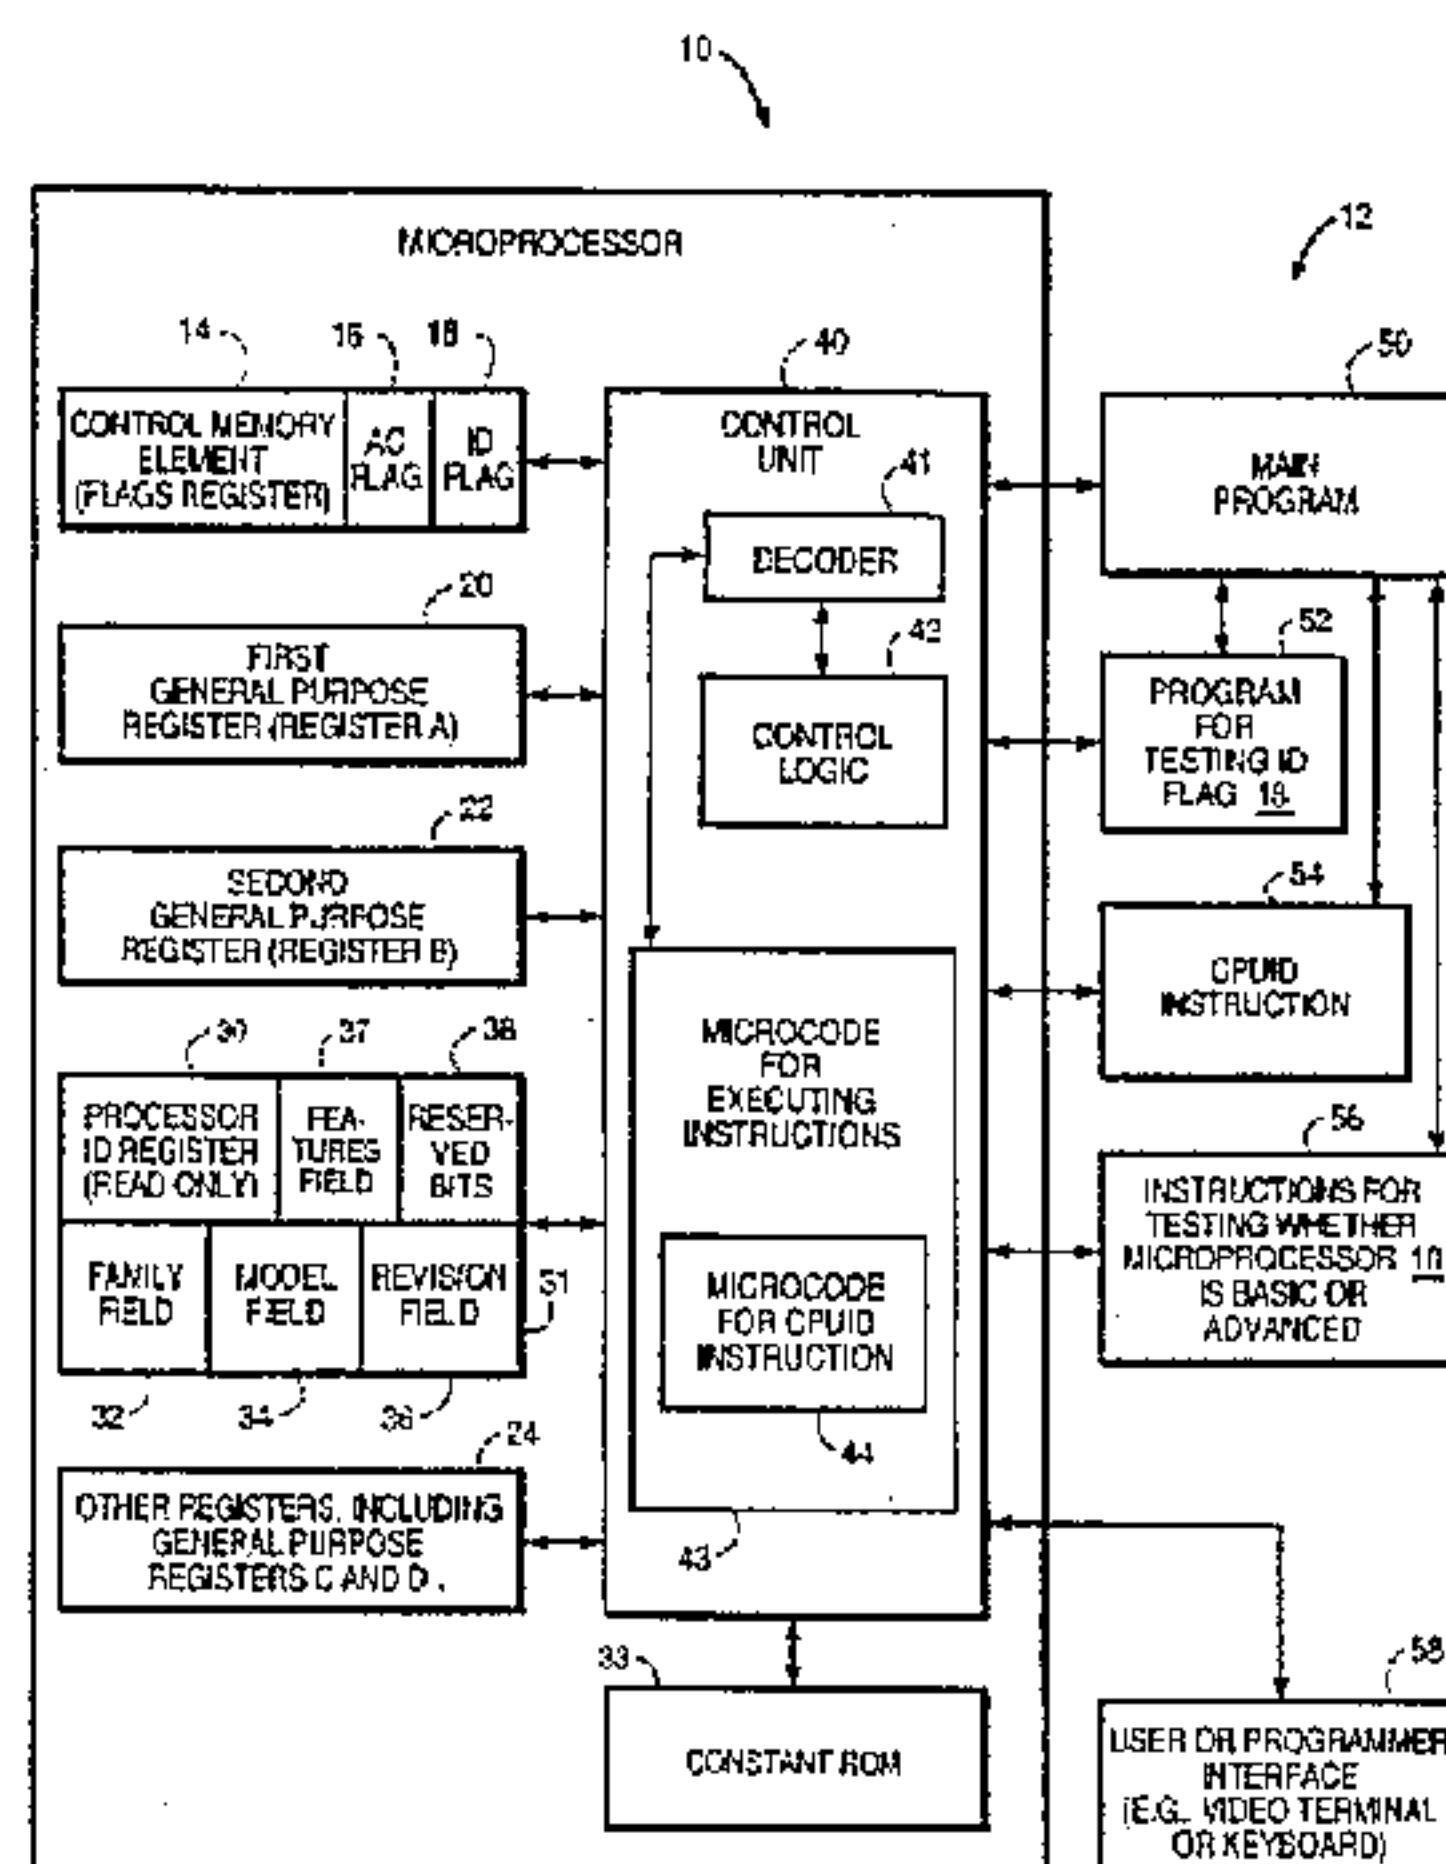 10
12
MICROPROCESSOR
14
16
18
CONTROL MEMORY
ELEMENT
(FLAGS REGISTER)
AC
FLAG
ID
FLAG
20
FIRST
GENERAL PURPOSE
REGISTER (REGISTER A)
22
SECOND
GENERAL PURPOSE
REGISTER (REGISTER B)
30
37
38
PROCESSOR
ID REGISTER
(READ ONLY)
FEA-
TURES
FIELD
RESER-
VED
BITS
FAMILY
FIELD
MODEL
FIELD
REVISION
FIELD
31
32
34
36
24
OTHER REGISTERS, INCLUDING
GENERAL PURPOSE
REGISTERS C AND D.
40
CONTROL
UNIT
41
DECODER
42
CONTROL
LOGIC
MICROCODE
FOR
EXECUTING
INSTRUCTIONS
MICROCODE
FOR CPUID
INSTRUCTION
44
43
33
CONSTANT ROM
50
MAIN
PROGRAM
52
PROGRAM
FOR
TESTING ID
FLAG 18
54
CPUID
INSTRUCTION
56
INSTRUCTIONS FOR
TESTING WHETHER
MICROPROCESSOR 10
IS BASIC OR
ADVANCED
58
USER OR PROGRAMMER
INTERFACE
(E.G., VIDEO TERMINAL
OR KEYBOARD)